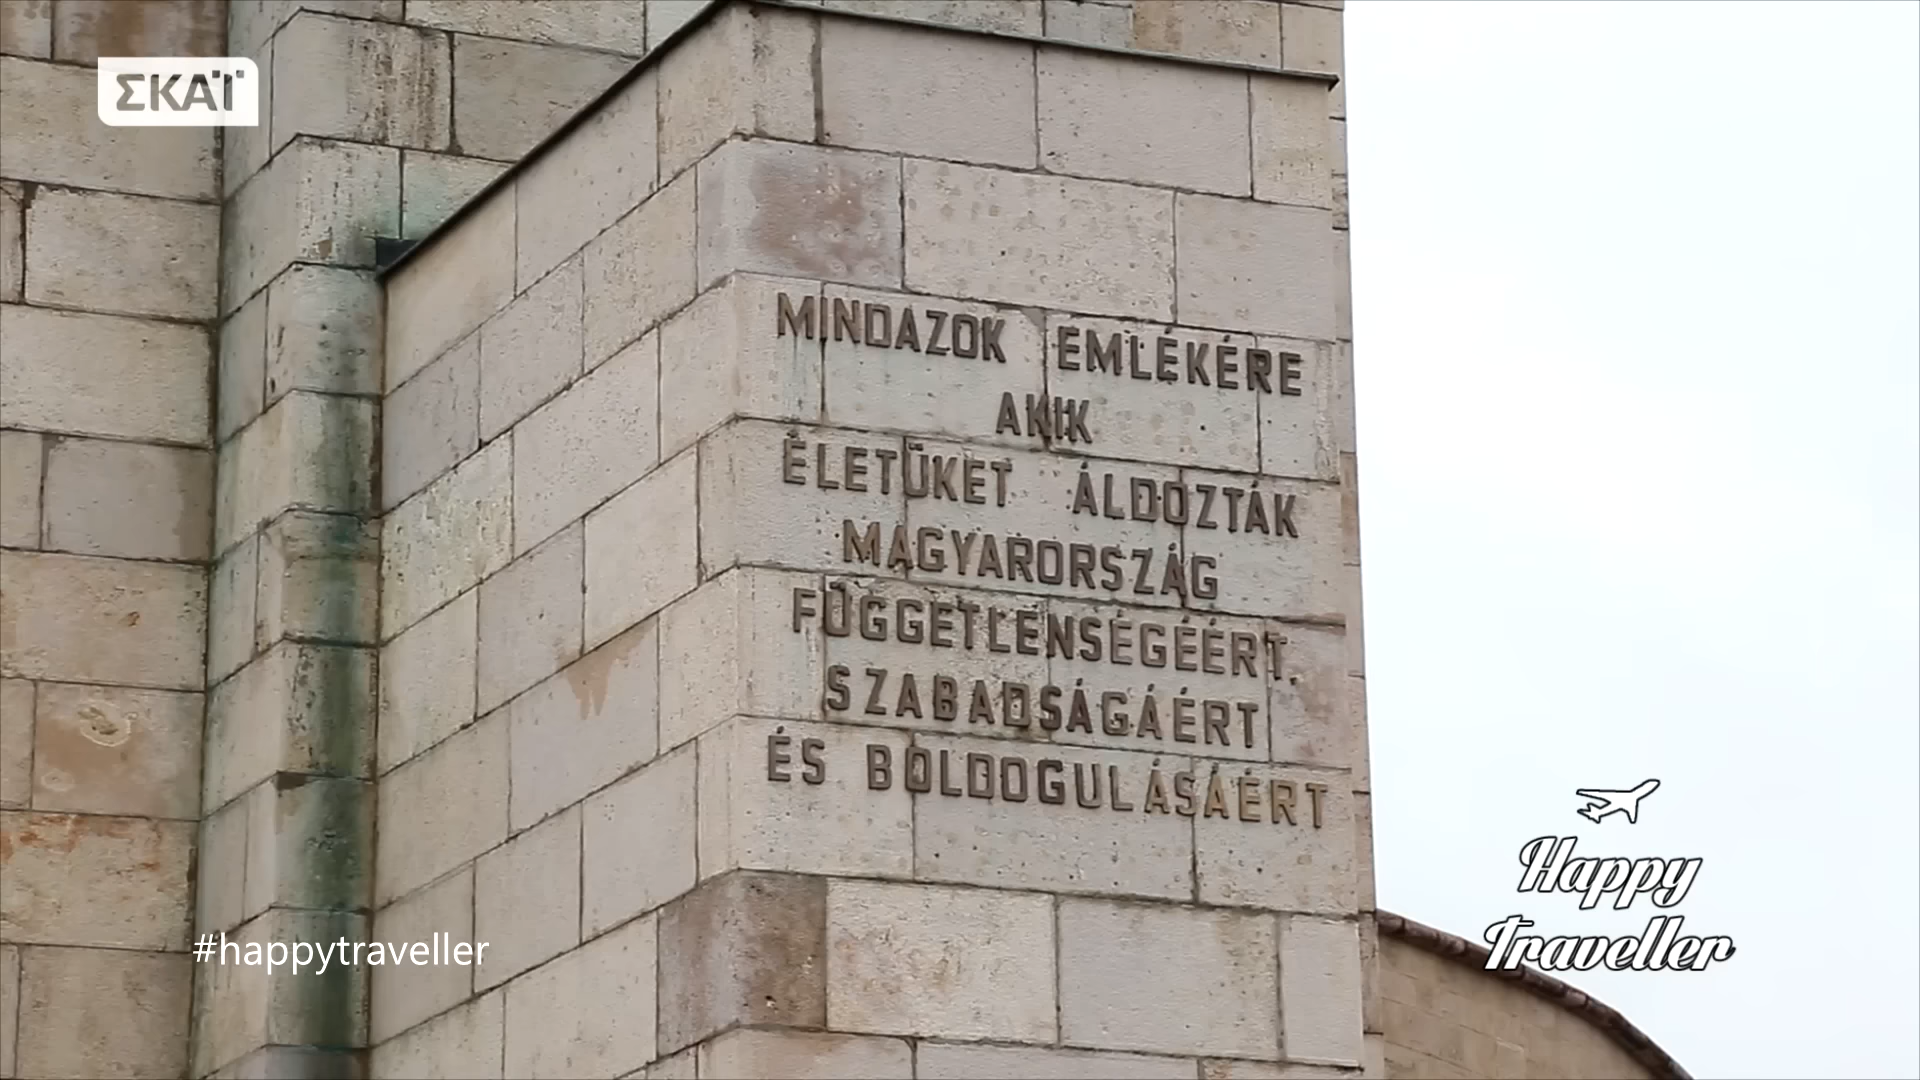 ΣΚΑΪ
MINDAZOK EMLÉKÉRE
AKIK
ÉLETÜKET ÁLDOZTÁK
MAGYARORSZÁG
FÜGGETLENSÉGÉÉRT,
SZABADSÁGÁÉRT
ÉS BOLDOGULÁSÁÉRT
#happytraveller
Happy
Traveller